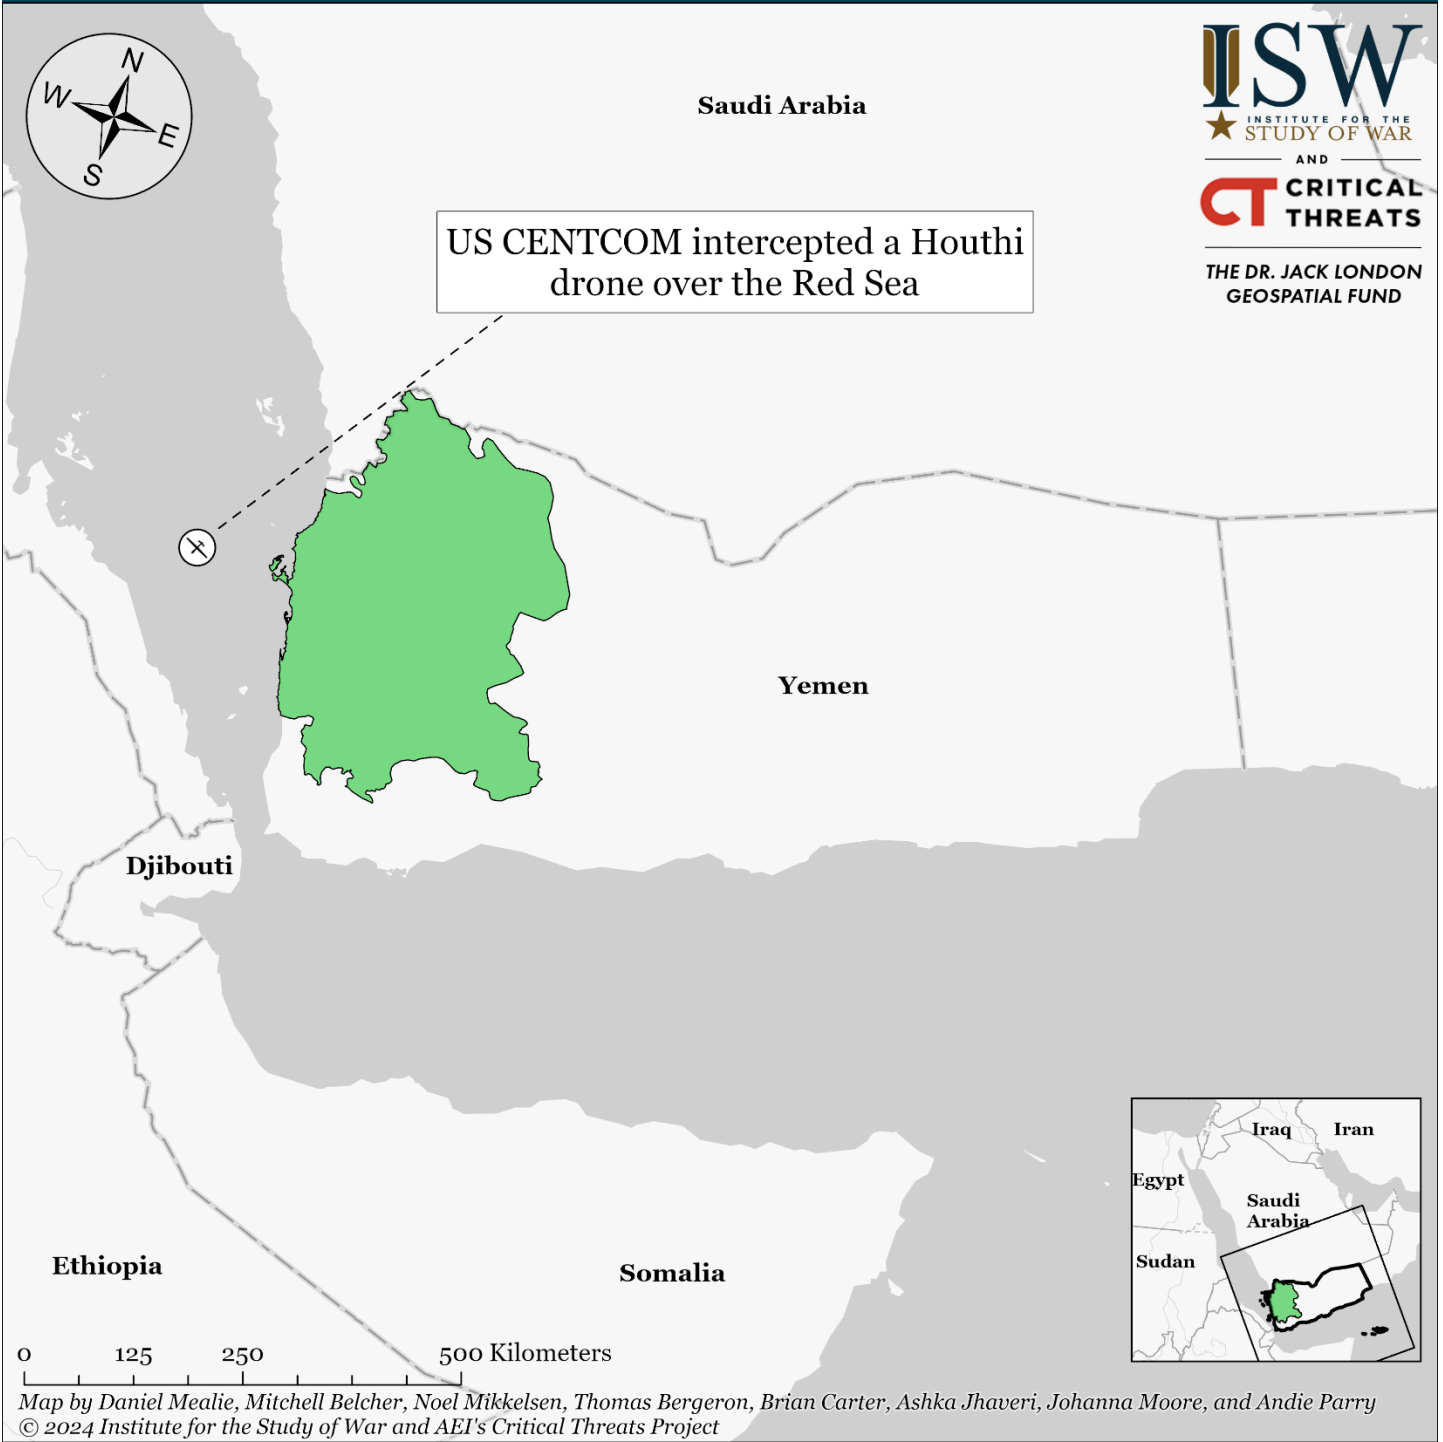 N
W
E
S
Saudi Arabia
ISW
INSTITUTE FOR THE
STUDY OF WAR
AND
CT CRITICAL
THREATS
THE DR. JACK LONDON
GEOSPATIAL FUND
US CENTCOM intercepted a Houthi
drone over the Red Sea
Yemen
Djibouti
Ethiopia
Somalia
Iraq
Iran
Egypt
Saudi
Arabia
Sudan
0 125 250 500 Kilometers
Map by Daniel Mealie, Mitchell Belcher, Noel Mikkelsen, Thomas Bergeron, Brian Carter, Ashka Jhaveri, Johanna Moore, and Andie Parry
© 2024 Institute for the Study of War and AEI's Critical Threats Project